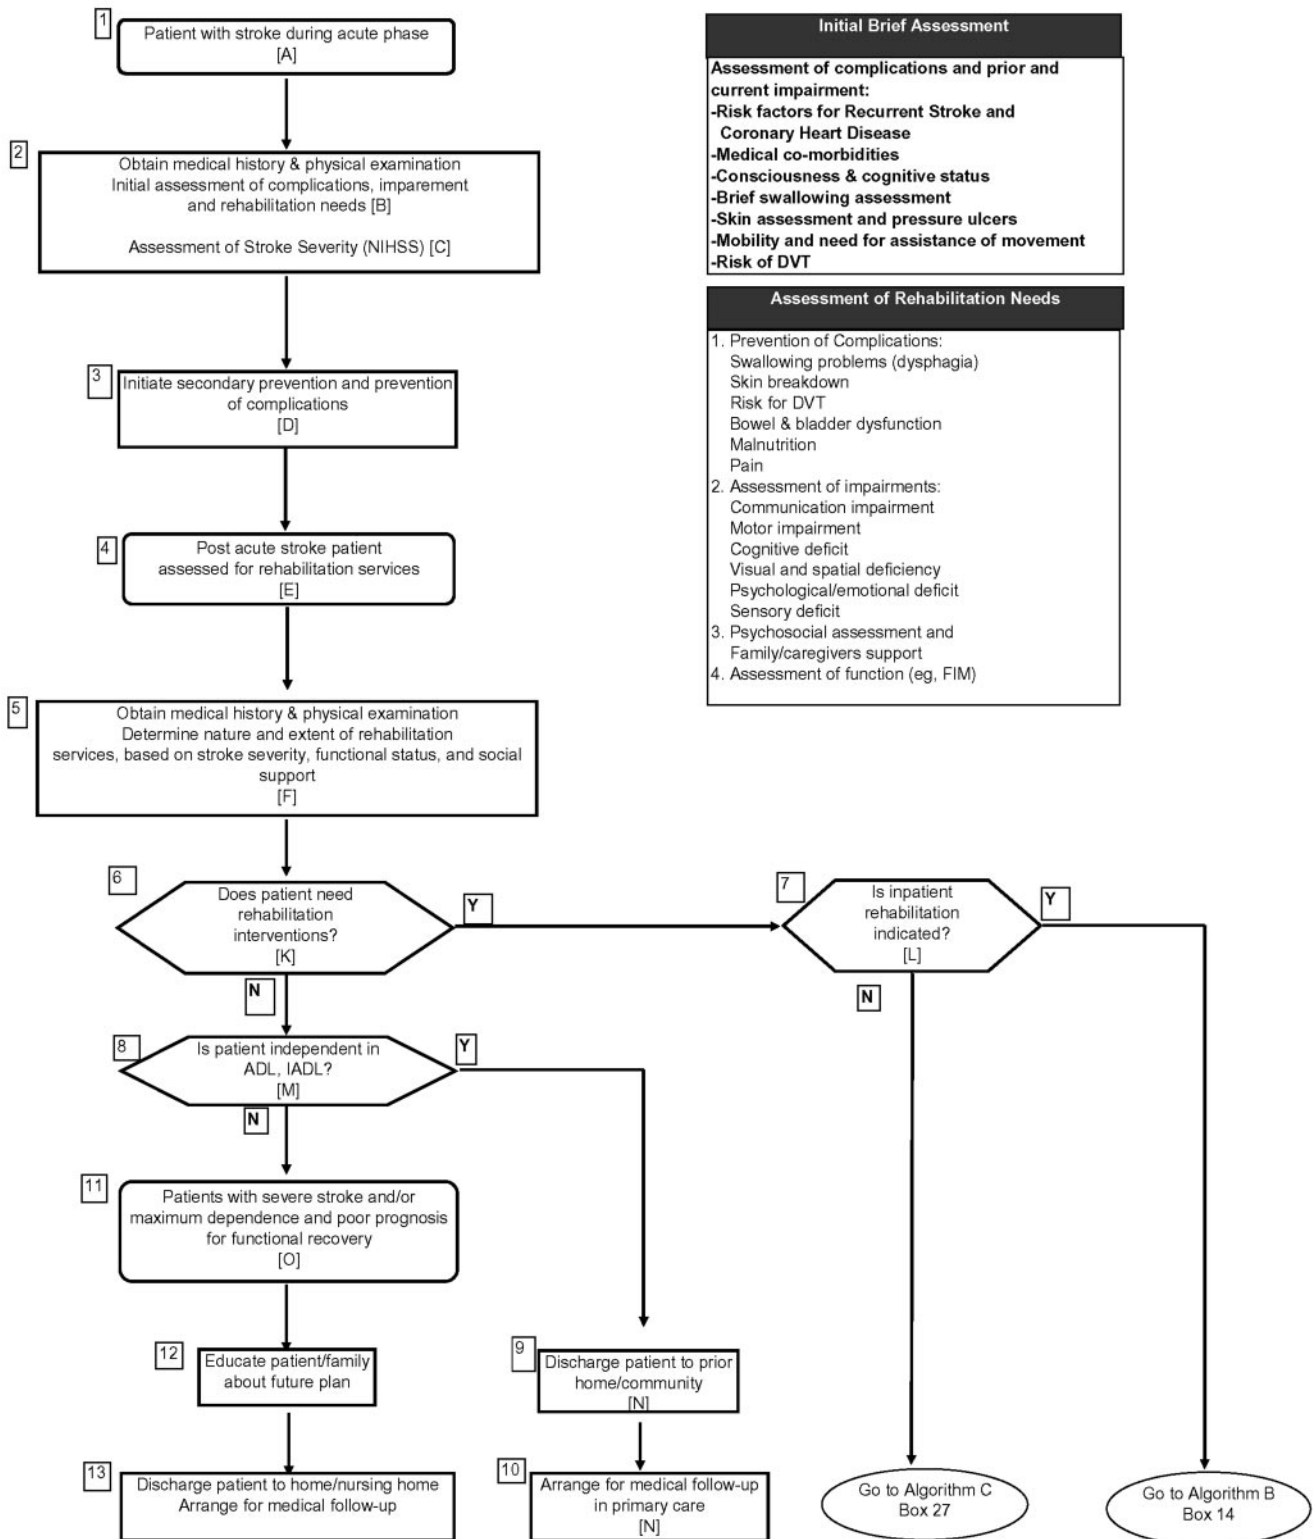 1
Patient with stroke during acute phase
[A]
2
Obtain medical history & physical examination
Initial assessment of complications, imparement
and rehabilitation needs [B]
Assessment of Stroke Severity (NIHSS) [C]
3
Initiate secondary prevention and prevention
of complications
[D]
4
Post acute stroke patient
assessed for rehabilitation services
[E]
5
Obtain medical history & physical examination
Determine nature and extent of rehabilitation
services, based on stroke severity, functional status, and social
support
[F]
Initial Brief Assessment
Assessment of complications and prior and
current impairment:
-Risk factors for Recurrent Stroke and
Coronary Heart Disease
-Medical co-morbidities
-Consciousness & cognitive status
-Brief swallowing assessment
-Skin assessment and pressure ulcers
-Mobility and need for assistance of movement
-Risk of DVT
Assessment of Rehabilitation Needs
1. Prevention of Complications:
Swallowing problems (dysphagia)
Skin breakdown
Risk for DVT
Bowel & bladder dysfunction
Malnutrition
Pain
2. Assessment of impairments:
Communication impairment
Motor impairment
Cognitive deficit
Visual and spatial deficiency
Psychological/emotional deficit
Sensory deficit
3. Psychosocial assessment and
Family/caregivers support
4. Assessment of function (eg, FIM)
6
Does patient need
rehabilitation
interventions?
[K]
Y
N
7
Is inpatient
rehabilitation
indicated?
[L]
Y
N
8
Is patient independent in
ADL, IADL?
[M]
Y
N
11
Patients with severe stroke and/or
maximum dependence and poor prognosis
for functional recovery
[O]
12
Educate patient/family
about future plan
9
Discharge patient to prior
home/community
[N]
13
Discharge patient to home/nursing home
Arrange for medical follow-up
10
Arrange for medical follow-up
in primary care
[N]
Go to Algorithm C
Box 27
Go to Algorithm B
Box 14